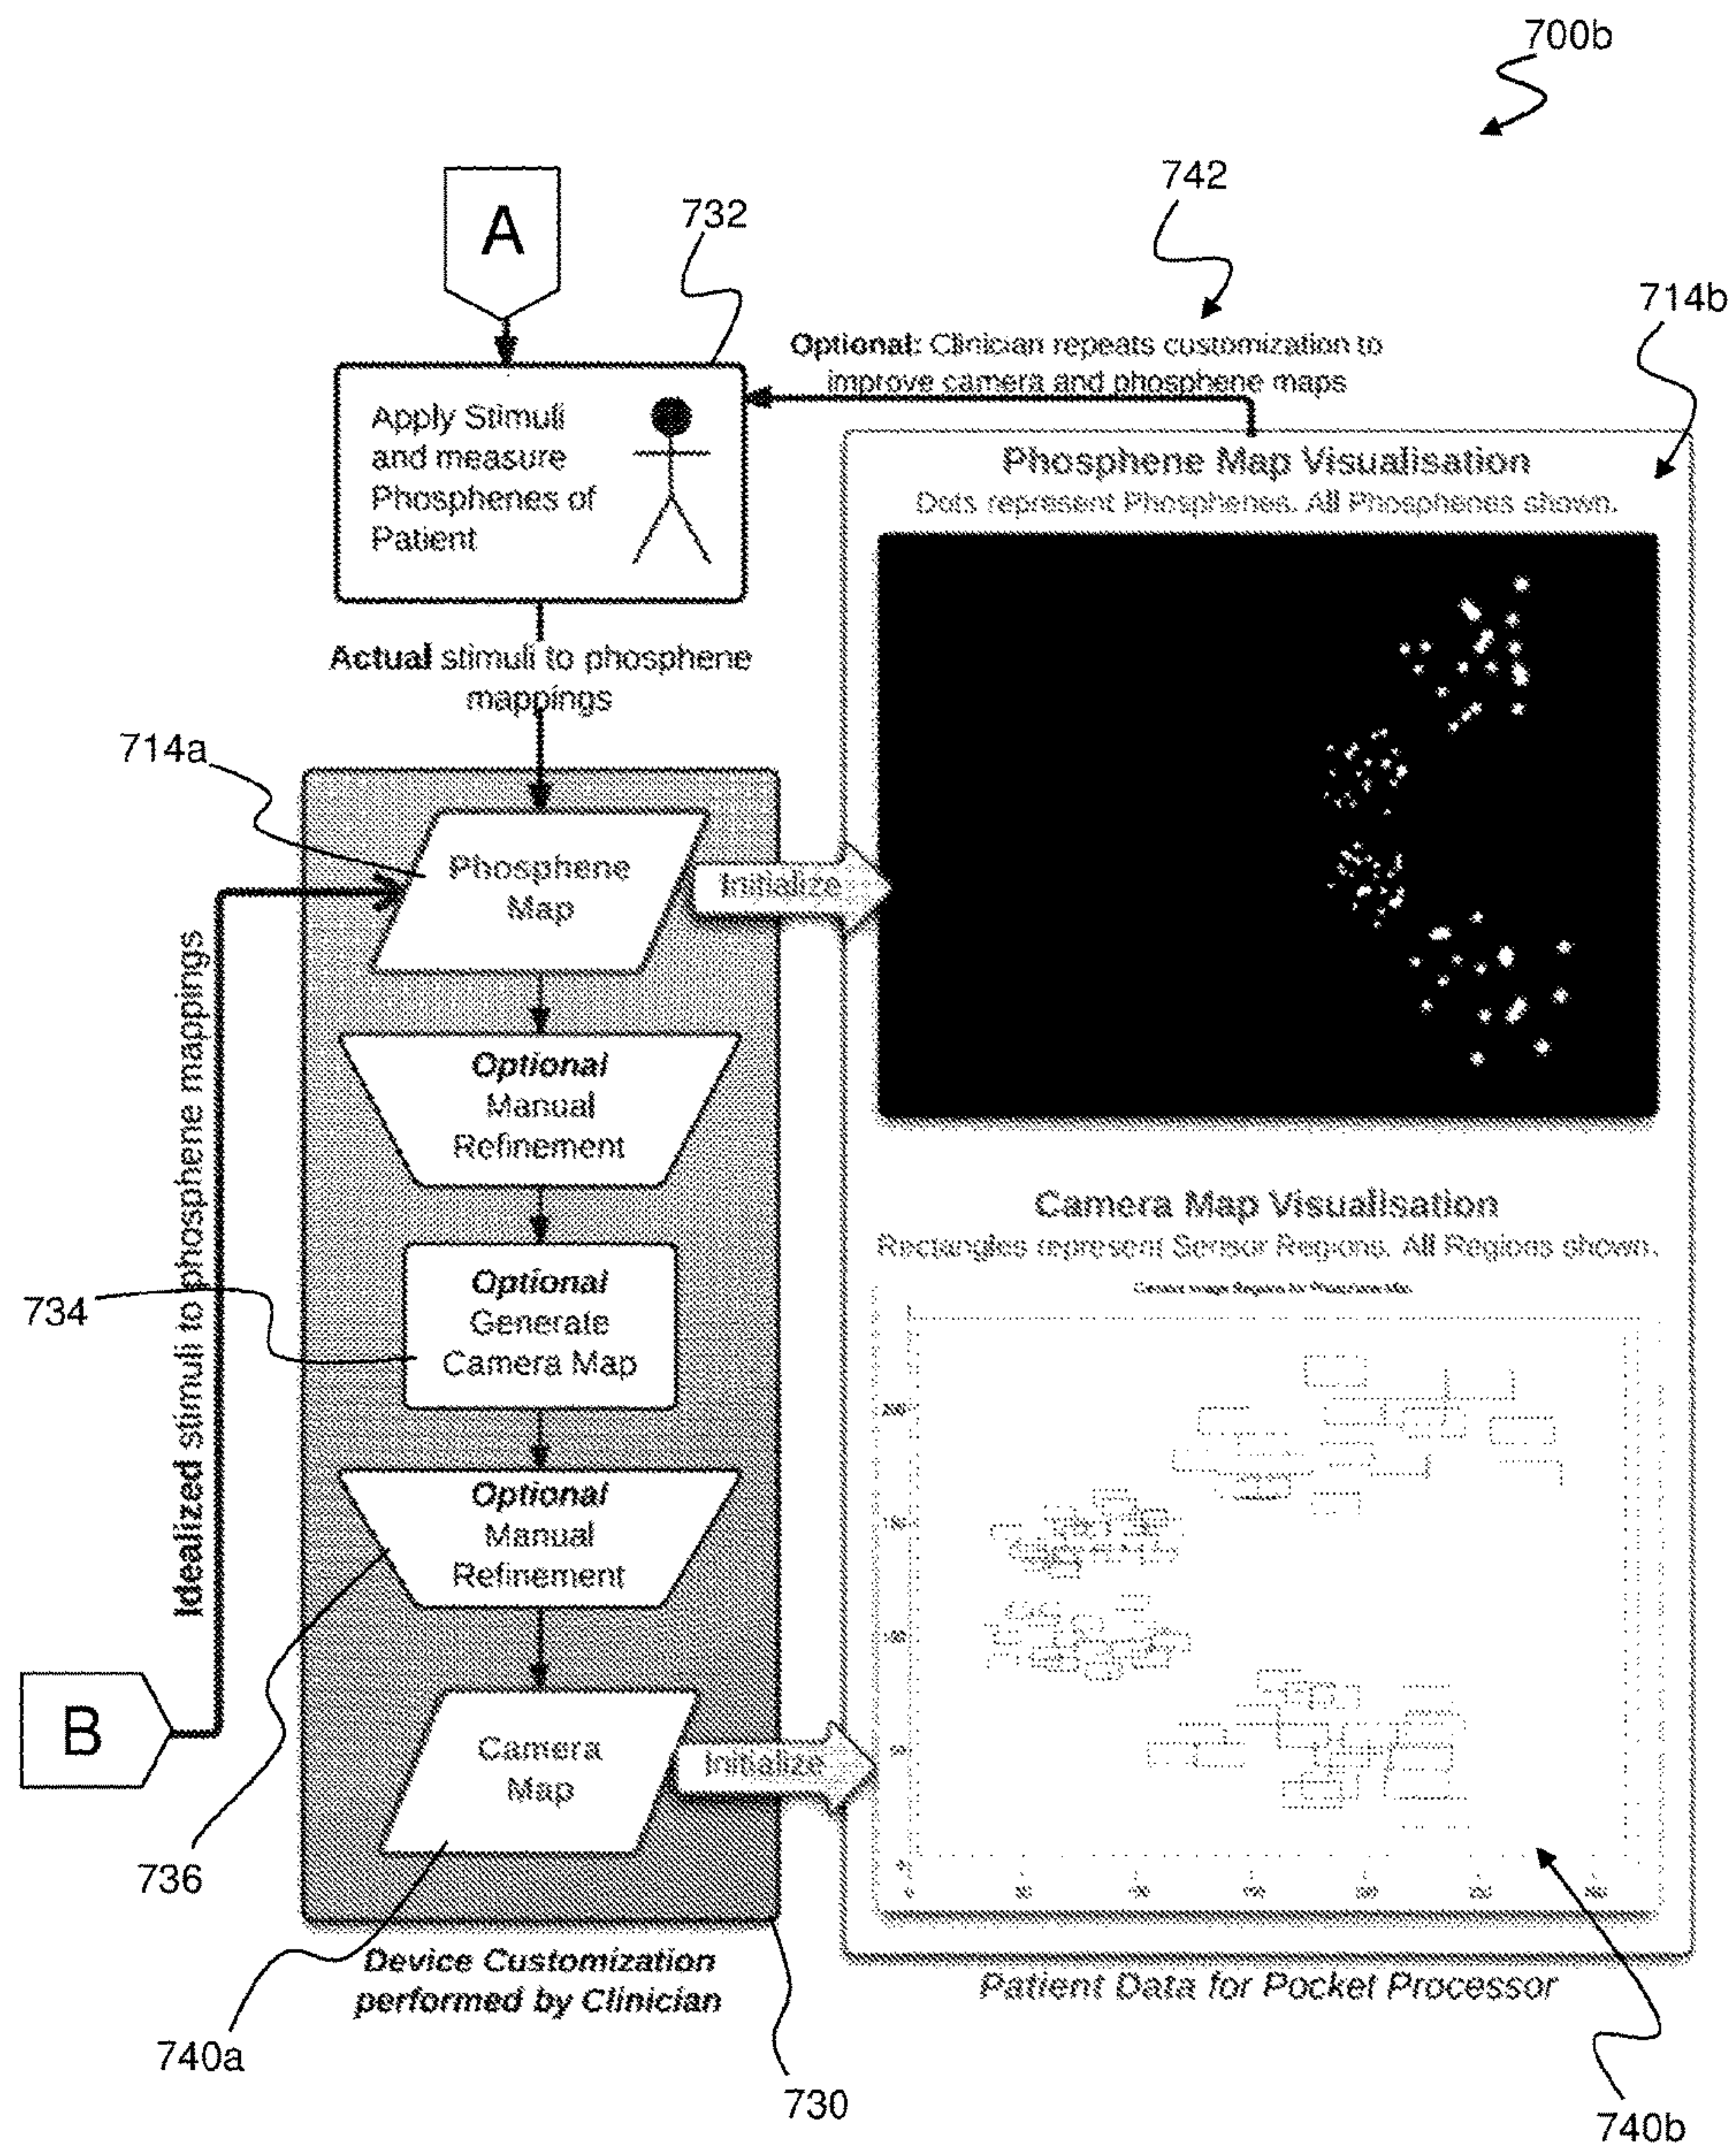 700b
742
732
A
714b
Optional: Clinician repeats customization to
improve camera and phosphene maps
Apply Stimuli
and measure
Phosphenes of
Patient
Phosphene Map Visualisation
Dots represent Phosphenes. All Phosphenes shown.
Actual stimuli to phosphene
mappings
714a
Phosphene
Map
Initialize
Idealized stimuli to phosphene mappings
Optional
Manual
Refinement
Camera Map Visualisation
Rectangles represent Sensor Regions. All Regions shown.
Optional
Generate
Camera Map
734
200
Optional
Manual
Refinement
B
Camera
Map
Initialize
736
Device Customization
performed by Clinician
Patient Data for Pocket Processor
740a
730
740b